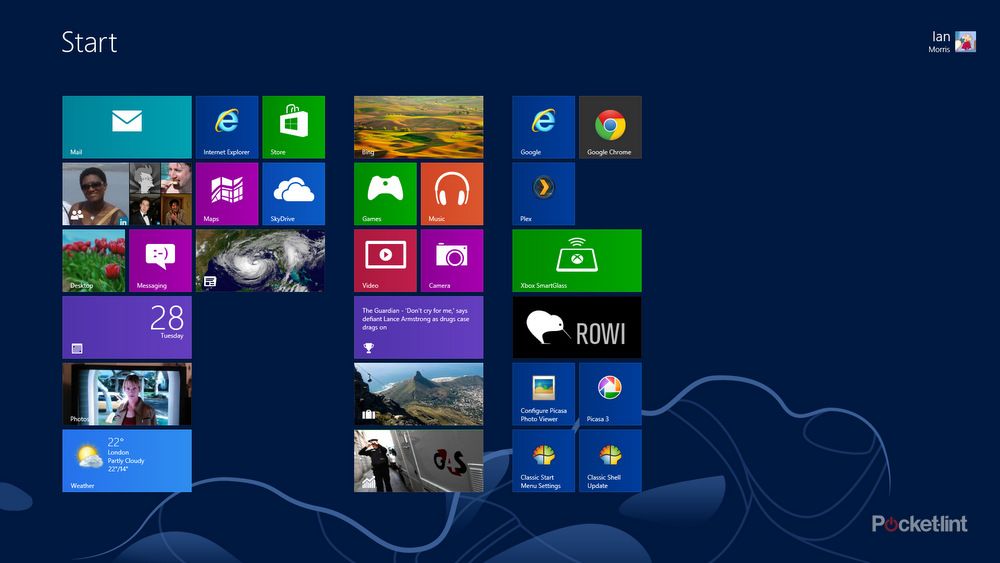 Start
Ian
Morris
Mail
Internet Explorer
Store
Bing
Google
Google Chrome
in
Maps
SkyDrive
Games
Music
Plex
Desktop
Messaging
Video
Camera
Xbox SmartGlass
28
Tuesday
The Guardian - 'Don't cry for me,' says
defiant Lance Armstrong as drugs case
drags on
ROWI
Photos
Configure Picasa
Photo Viewer
Picasa 3
22°
London
Partly Cloudy
22°/14°
Weather
G4S
Classic Start
Menu Settings
Classic Shell
Update
Pocket-lint